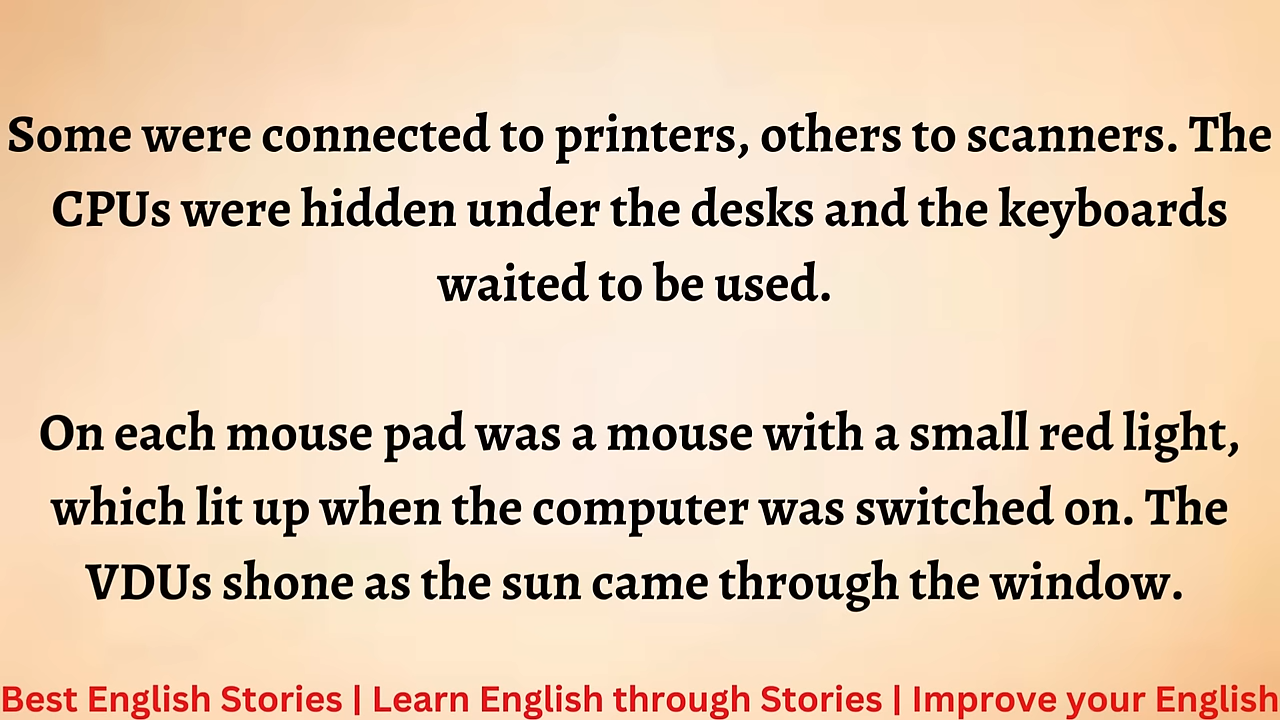 Some were connected to printers, others to scanners. The
CPUs were hidden under the desks and the keyboards
waited to be used.
On each mouse pad was a mouse with a small red light,
which lit up when the computer was switched on. The
VDUs shone as the sun came through the window.
Best English Stories | Learn English through Stories | Improve your English